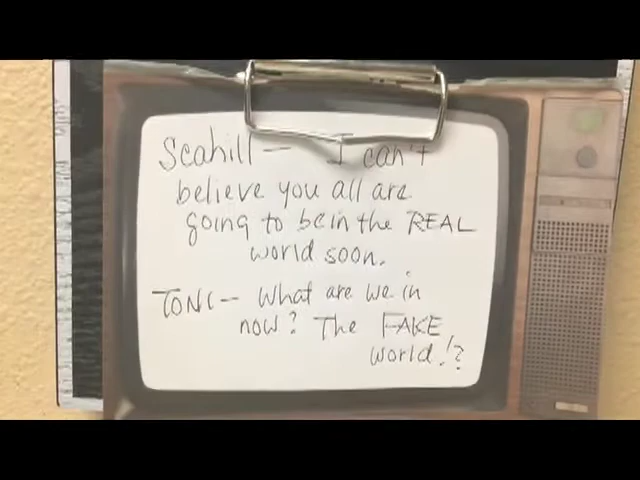 Scahill— I can't
believe you all are
going to be in the REAL
world soon.
TONI— What are we in
now? The FAKE
world!?